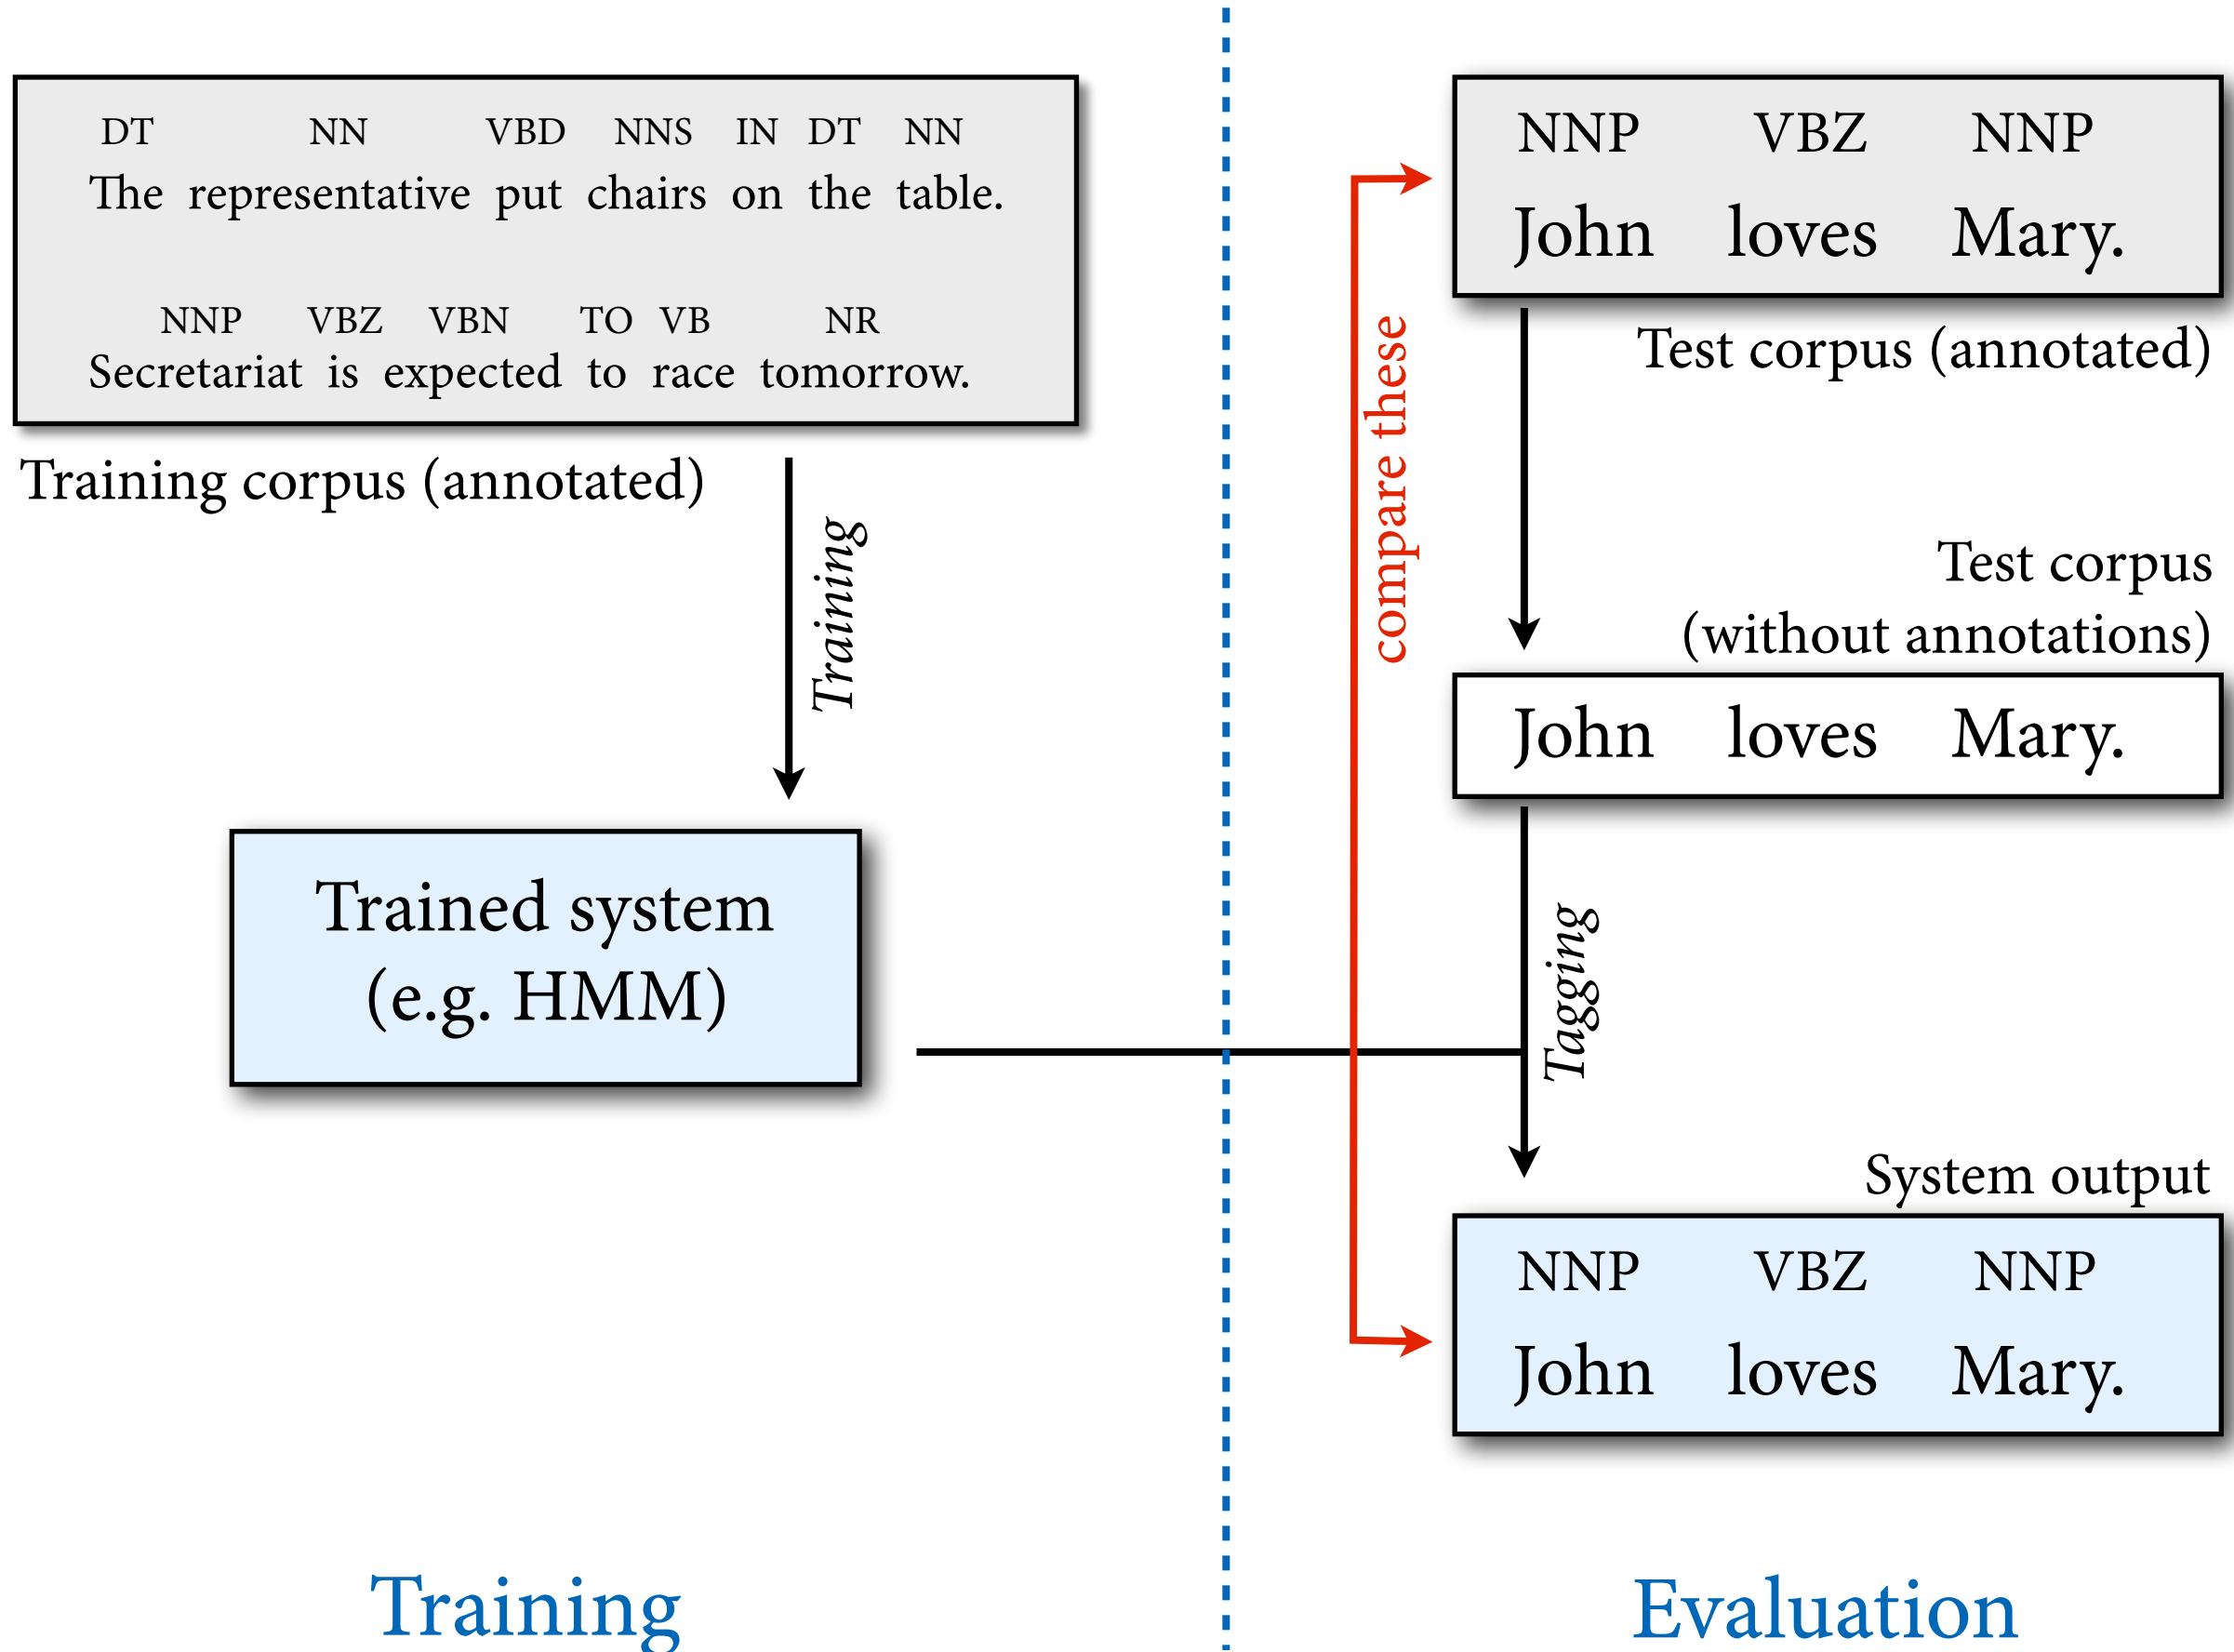 DT NN VBD NNS IN DT NN
The representative put chairs on the table.
NNP VBZ VBN TO VB NR
Secretariat is expected to race tomorrow.
Training corpus (annotated)
Training
Trained system
(e.g. HMM)
Training
NNP VBZ NNP
John loves Mary.
Test corpus (annotated)
compare these
Test corpus
(without annotations)
John loves Mary.
Tagging
System output
NNP VBZ NNP
John loves Mary.
Evaluation